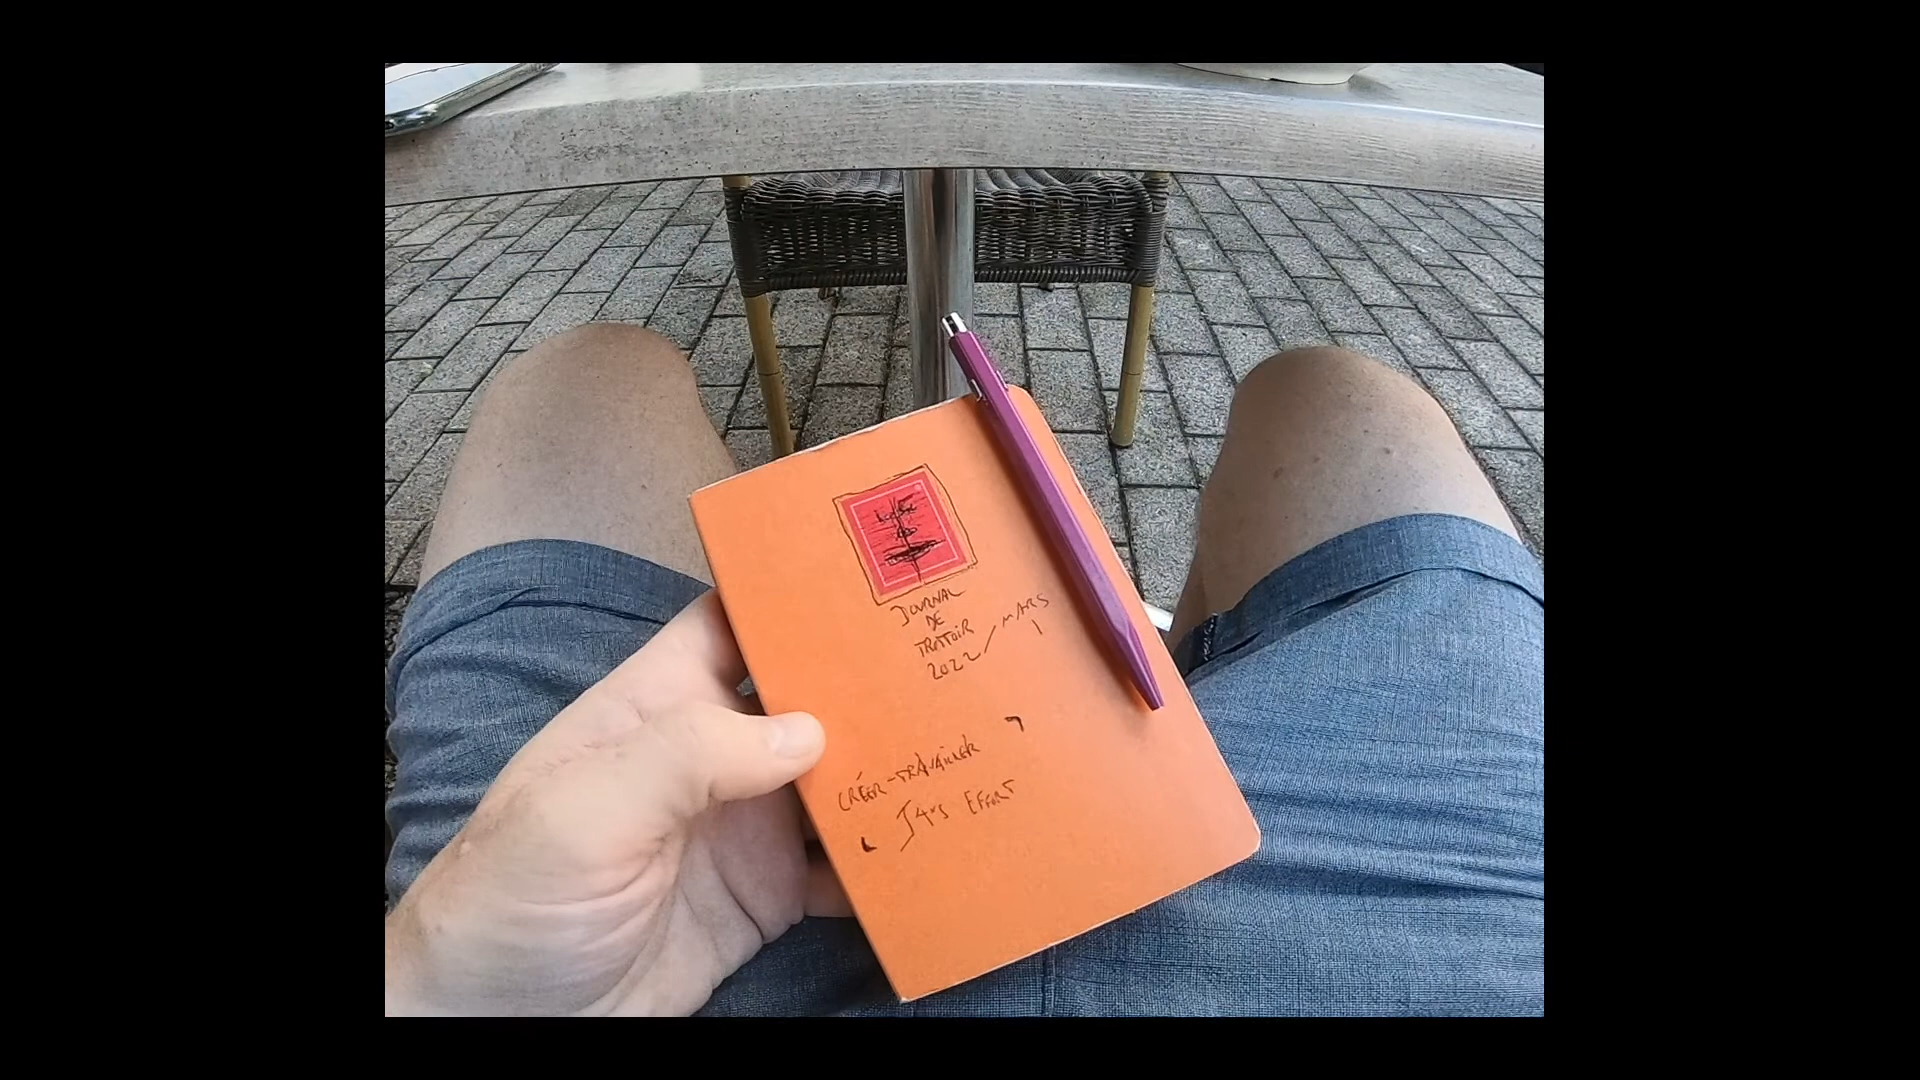 JOURNAL
DE
TROTTOIR
2022/MARS
1
CRÉER-TRAVAILLER
SANS EFFORT